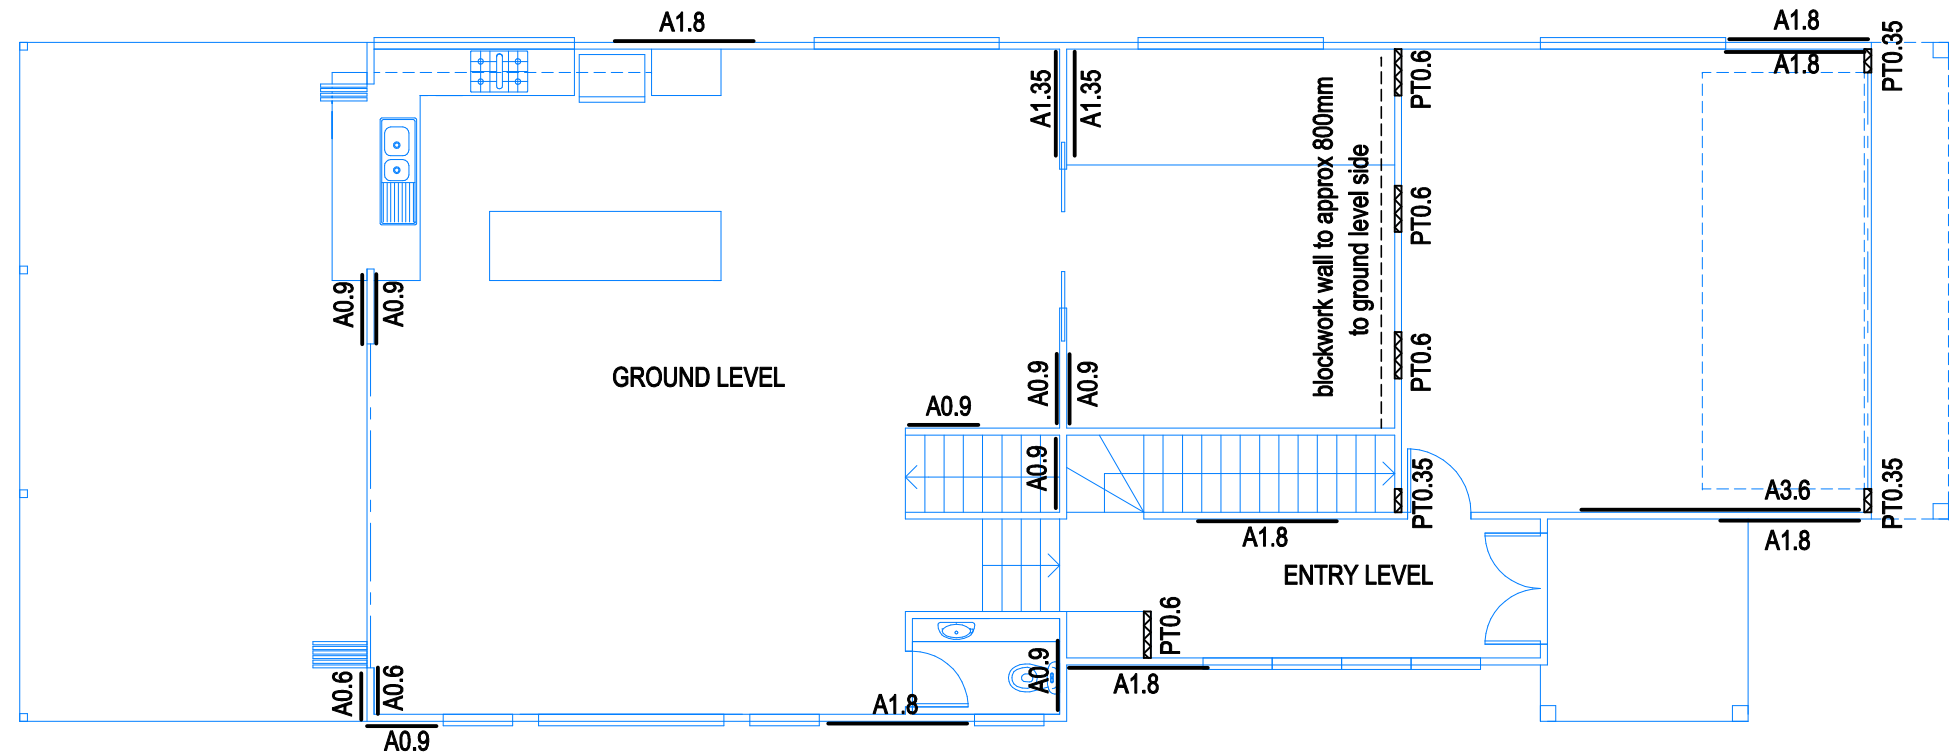 A1.8
A1.8
A1.8
PT0.35
A1.35
A1.35
PT0.6
blockwork wall to approx 800mm
to ground level side
PT0.6
A0.9
A0.9
PT0.6
GROUND LEVEL
A0.9
A0.9
A0.9
A0.9
PT0.35
A3.6
PT0.35
A1.8
A1.8
ENTRY LEVEL
PT0.6
A0.6
A0.6
A0.9
A1.8
A1.8
A0.9